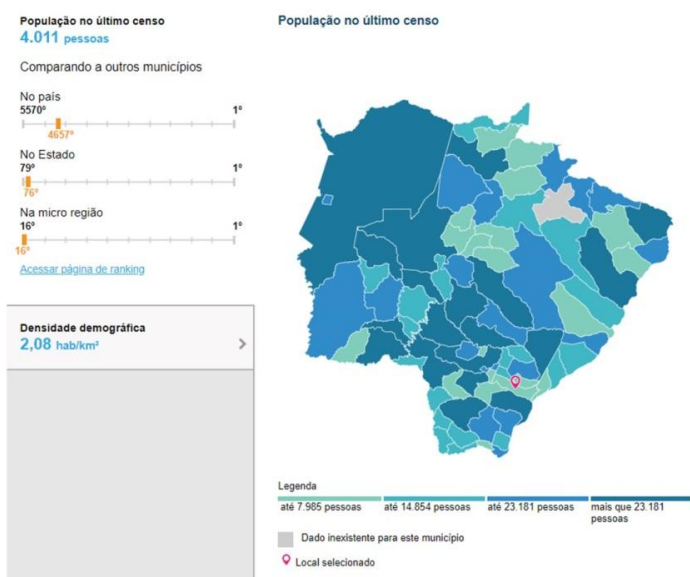 População no último censo
4.011 pessoas
Comparando a outros municípios
No país
5570º 1º
4657º
No Estado
79º 1º
76º
Na micro região
16º 1º
16º
Acessar página de ranking
Densidade demográfica
2,08 hab/km²
População no último censo
Legenda
até 7.985 pessoas até 14.854 pessoas até 23.181 pessoas mais que 23.181
pessoas
Dado inexistente para este município
Local selecionado